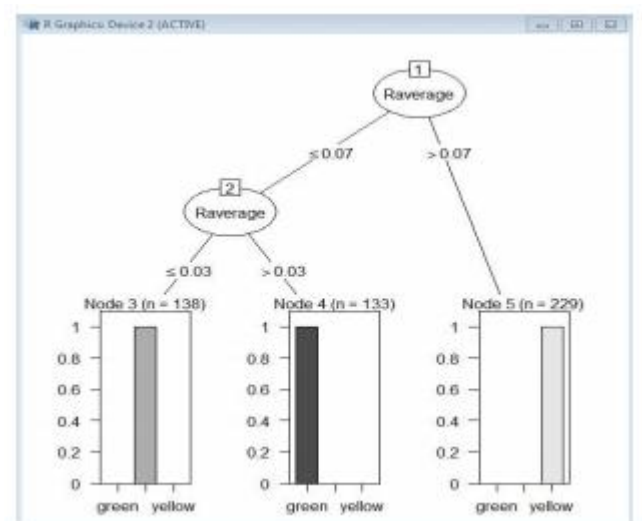 R Graphics: Device 2 (ACTIVE)
1
Raverage
≤ 0.07
> 0.07
2
Raverage
≤ 0.03
> 0.03
Node 3 (n = 138)
Node 4 (n = 133)
Node 5 (n = 229)
1
0.8
0.6
0.4
0.2
0
green yellow
1
0.8
0.6
0.4
0.2
0
green yellow
1
0.8
0.6
0.4
0.2
0
green yellow